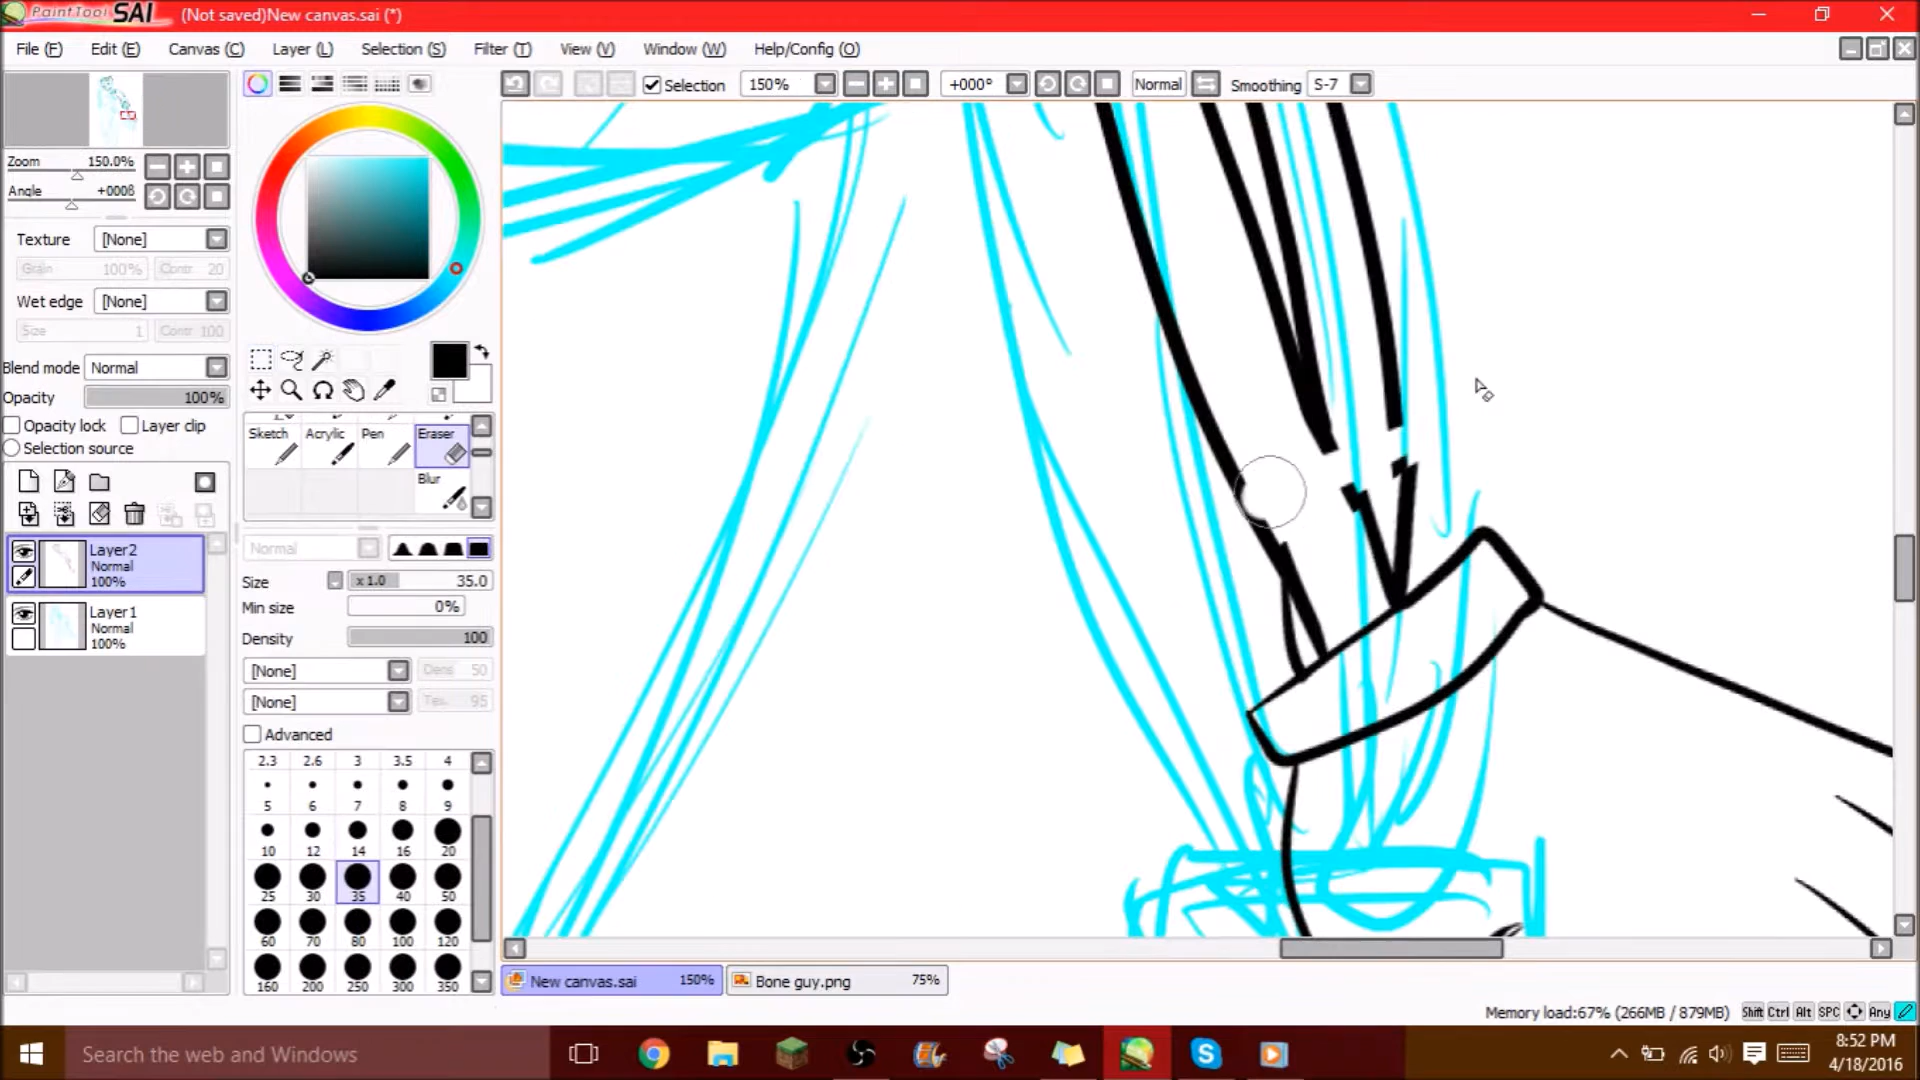 PaintTool SAI (Not saved)New canvas.sai (*)
File (F) Edit (E) Canvas (C) Layer (L) Selection (S) Filter (T) View (V) Window (W) Help/Config (O)
Selection 150% +000° Normal Smoothing S-7
Zoom 150.0%
Angle +000ß
Texture [None]
Grain 100% Contr 20
Wet edge [None]
Size 1 Contr 100
Blend mode Normal
Opacity 100%
Opacity lock Layer clip
Selection source
Layer2
Normal
100%
Layer1
Normal
100%
Sketch Acrylic Pen Eraser
Blur
Normal
Size x 1.0 35.0
Min size 0%
Density 100
[None] Dens 50
[None] Tex. 95
Advanced
2.3 2.6 3 3.5 4
5 6 7 8 9
10 12 14 16 20
25 30 35 40 50
60 70 80 100 120
160 200 250 300 350
New canvas.sai 150% Bone guy.png 75%
Memory load:67% (266MB / 879MB) Shift Ctrl Alt SPC Any
Search the web and Windows
8:52 PM
4/18/2016